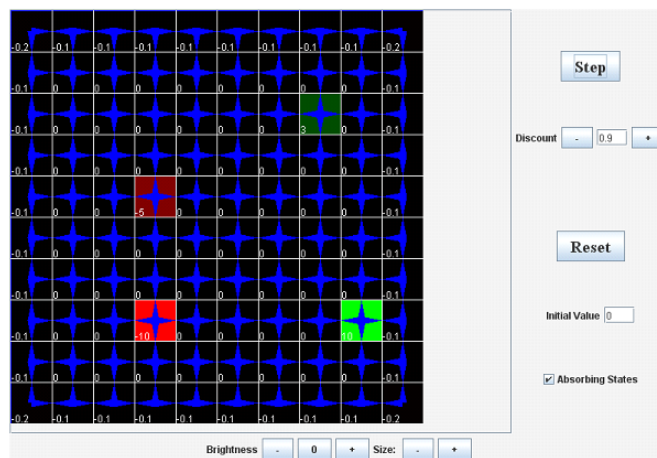 -0.2 -0.1 -0.1 -0.1 -0.1 -0.1 -0.1 -0.1 -0.1 -0.2
-0.1 0 0 0 0 0 0 0 0 -0.1
-0.1 0 0 0 0 0 0 3 0 -0.1
-0.1 0 0 0 0 0 0 0 0 -0.1
-0.1 0 0 -5 0 0 0 0 0 -0.1
-0.1 0 0 0 0 0 0 0 0 -0.1
-0.1 0 0 0 0 0 0 0 0 -0.1
-0.1 0 0 -10 0 0 0 0 10 -0.1
-0.1 0 0 0 0 0 0 0 0 -0.1
-0.2 -0.1 -0.1 -0.1 -0.1 -0.1 -0.1 -0.1 -0.1 -0.2
Step
Discount - 0.9 +
Reset
Initial Value 0
Absorbing States
Brightness - 0 + Size: - +